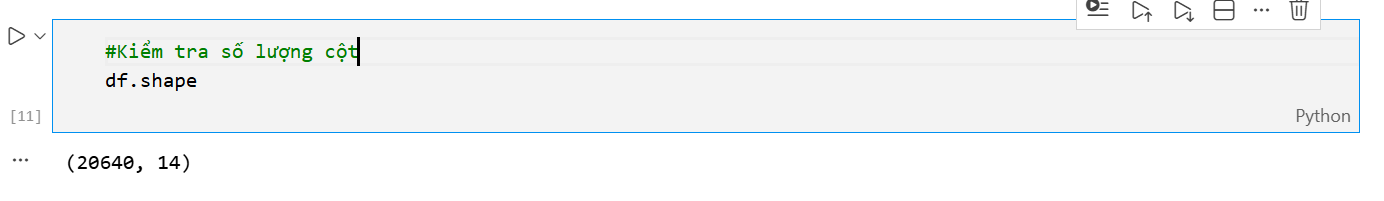 #Kiểm tra số lượng cột
df.shape
[11]
Python
(20640, 14)